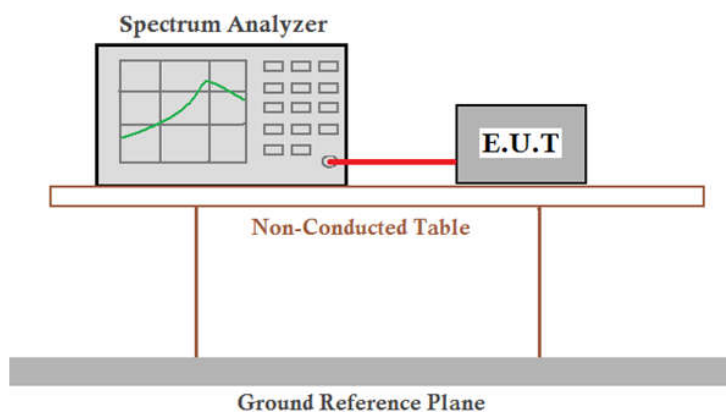 Spectrum Analyzer
E.U.T
Non-Conducted Table
Ground Reference Plane